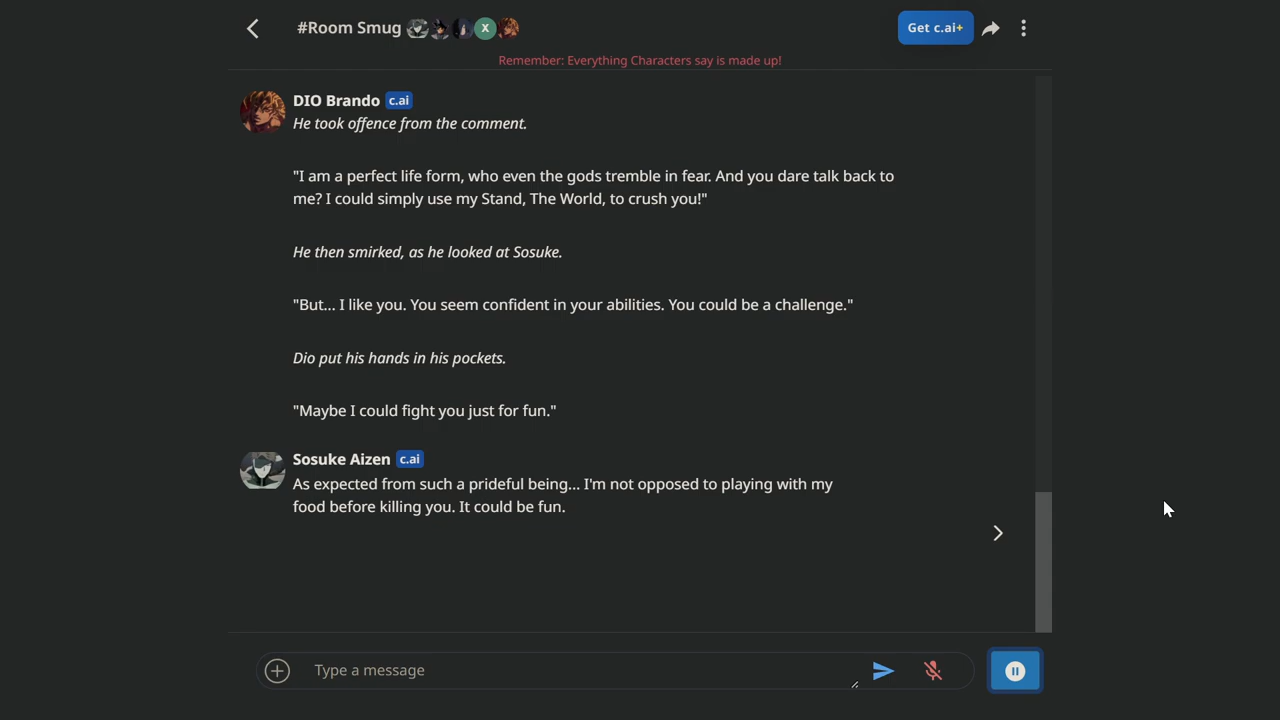 #Room Smug
X
Get c.ai+
Remember: Everything Characters say is made up!
DIO Brando c.ai
He took offence from the comment.
"I am a perfect life form, who even the gods tremble in fear. And you dare talk back to
me? I could simply use my Stand, The World, to crush you!"
He then smirked, as he looked at Sosuke.
"But... I like you. You seem confident in your abilities. You could be a challenge."
Dio put his hands in his pockets.
"Maybe I could fight you just for fun."
Sosuke Aizen c.ai
As expected from such a prideful being... I'm not opposed to playing with my
food before killing you. It could be fun.
Type a message